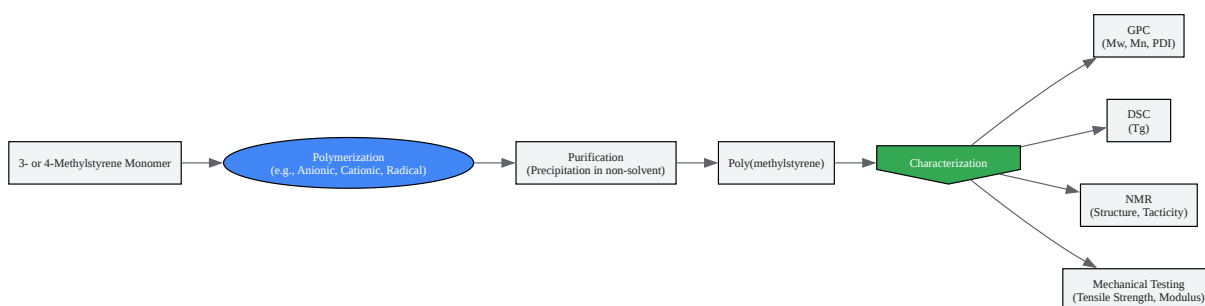 3- or 4-Methylstyrene Monomer
Polymerization
(e.g., Anionic, Cationic, Radical)
Purification
(Precipitation in non-solvent)
Poly(methylstyrene)
Characterization
GPC
(Mw, Mn, PDI)
DSC
(Tg)
NMR
(Structure, Tacticity)
Mechanical Testing
(Tensile Strength, Modulus)